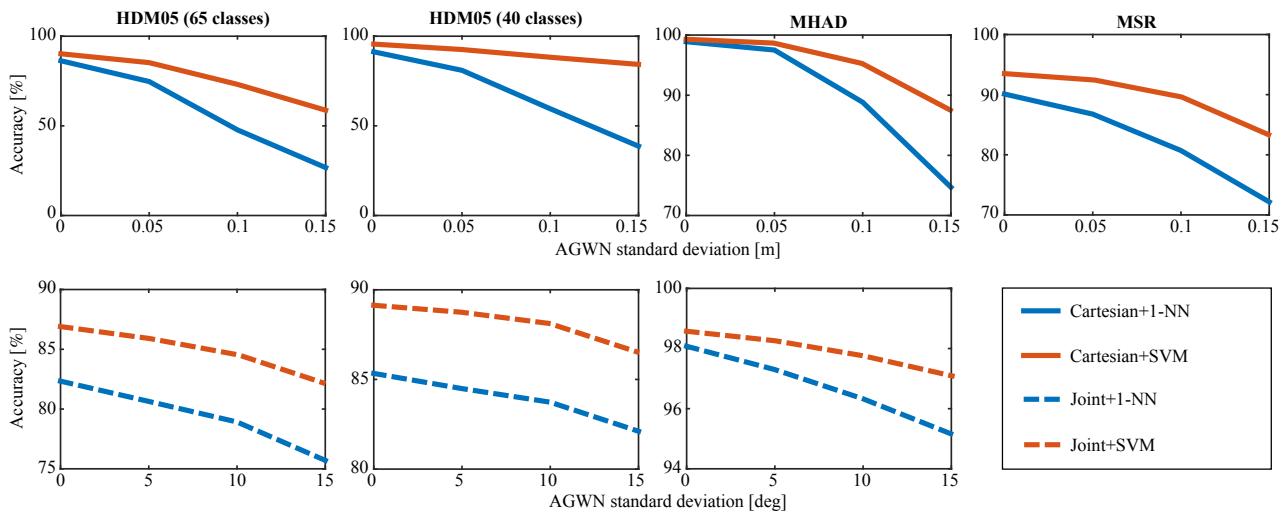 HDM05 (65 classes)
HDM05 (40 classes)
MHAD
MSR
Accuracy [%]
100
50
0
0 0.05 0.1 0.15
100
50
0
0 0.05 0.1 0.15
100
90
80
70
0 0.05 0.1 0.15
100
90
80
70
0 0.05 0.1 0.15
AGWN standard deviation [m]
Accuracy [%]
90
85
80
75
0 5 10 15
90
85
80
0 5 10 15
100
98
96
94
0 5 10 15
AGWN standard deviation [deg]
Cartesian+1-NN
Cartesian+SVM
Joint+1-NN
Joint+SVM